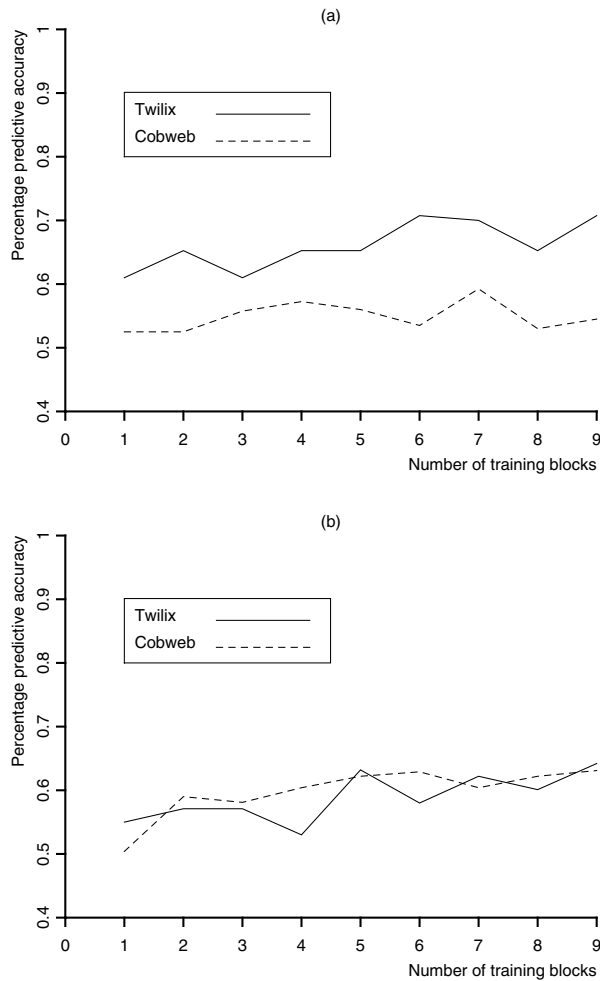 (a)
Percentage predictive accuracy
1
0.9
0.8
0.7
0.6
0.5
0.4
Twilix
Cobweb
0 1 2 3 4 5 6 7 8 9
Number of training blocks
(b)
Percentage predictive accuracy
1
0.9
0.8
0.7
0.6
0.5
0.4
Twilix
Cobweb
0 1 2 3 4 5 6 7 8 9
Number of training blocks